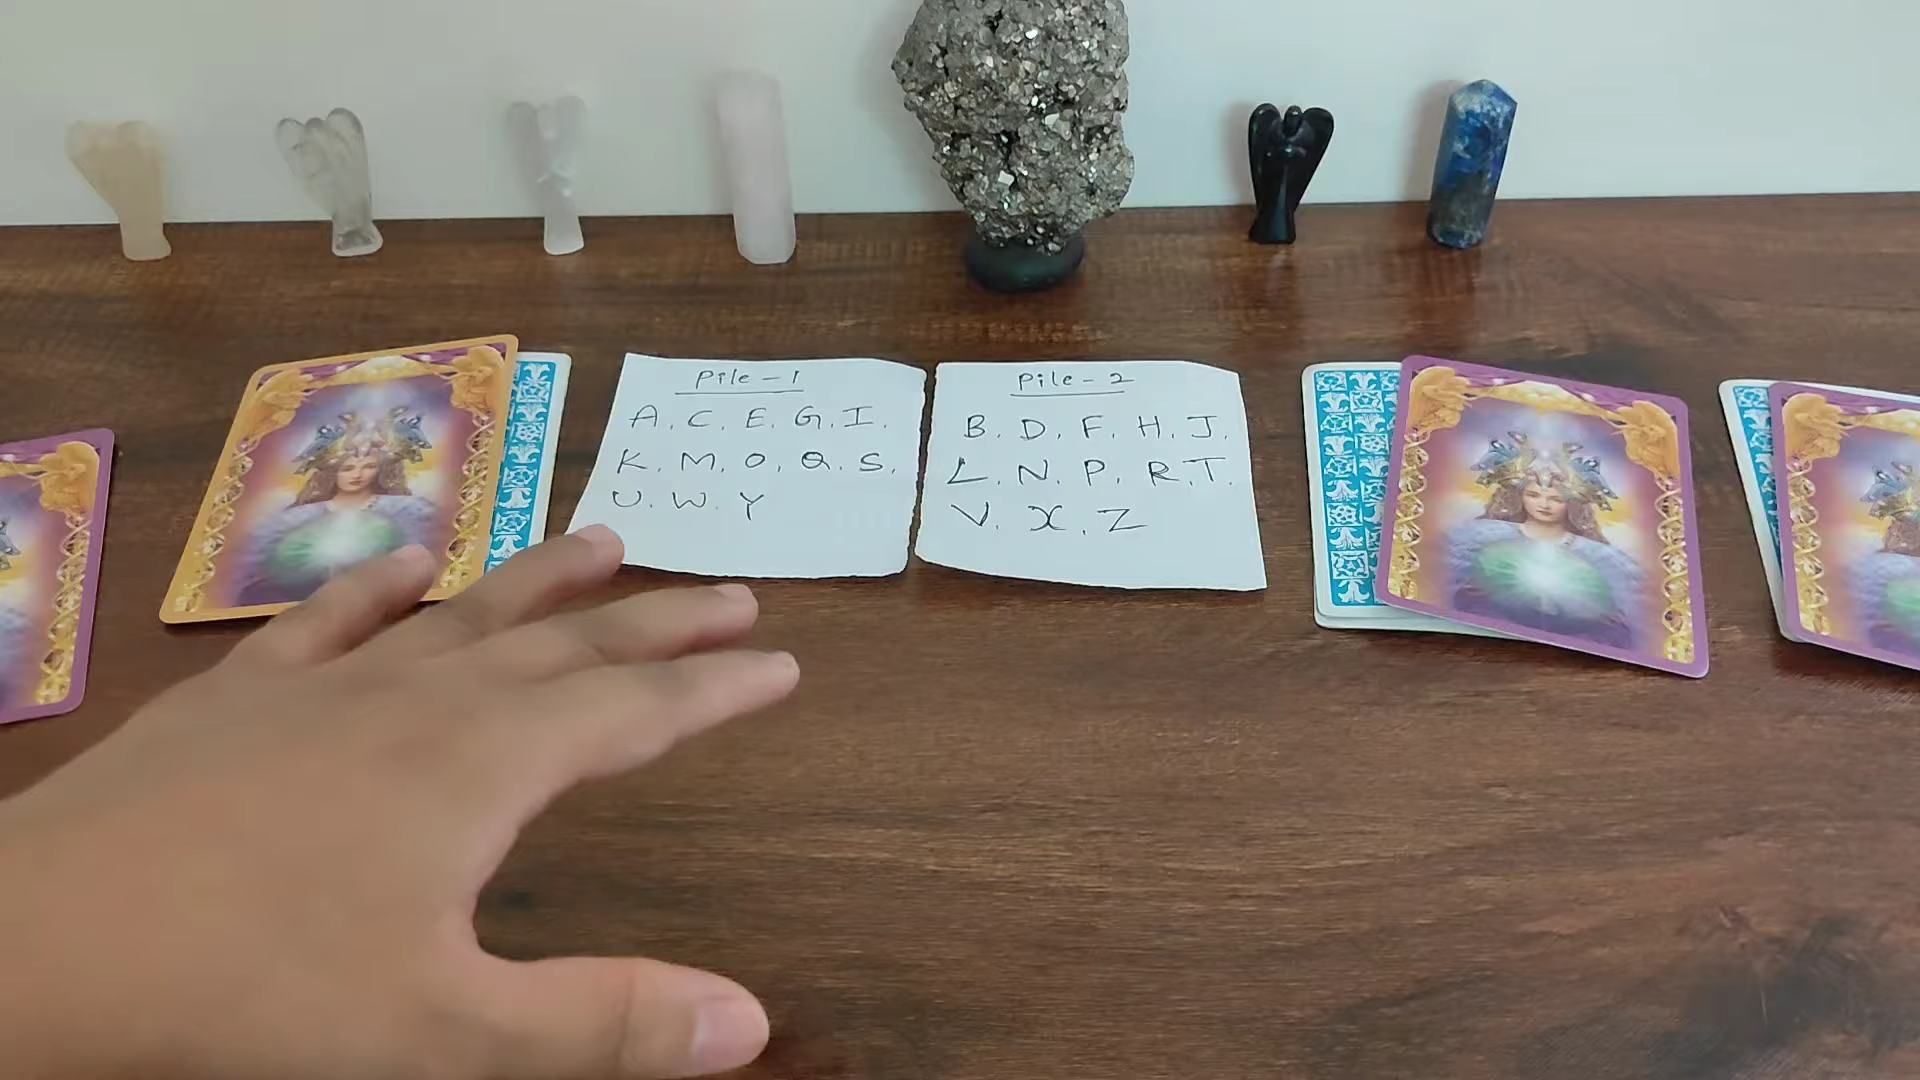 Pile - 1
A. C. E. G. I.
K. M. O. Q. S.
U. W. Y
Pile - 2
B. D. F. H. J.
L. N. P. R. T.
V. X. Z